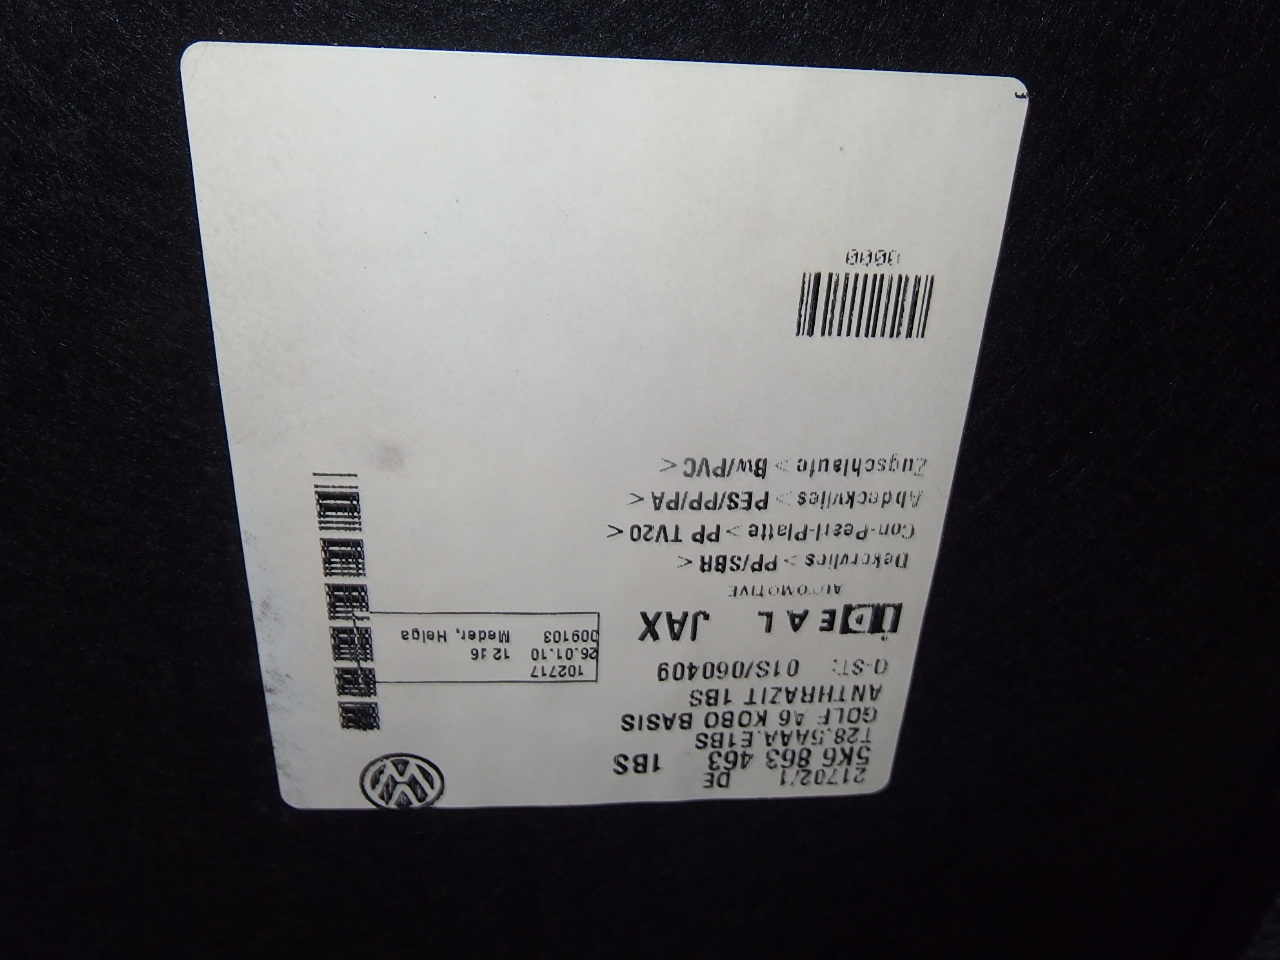 21702/1 DE
5K6 863 463 1BS
T28.5AAA.E1BS
GOLF A6 KOBO BASIS
ANTHRAZIT 1BS
Q-ST: 01S/060409
102717
26.01.10 12:16
009103 Mader, Helga
IDEAL JAX
AUTOMOTIVE
Dekorvlies > PP/SBR <
Con-Pearl-Platte > PP TV20 <
Abdeckvlies > PES/PP/PA <
Zugschlaufe > Bw/PVC <